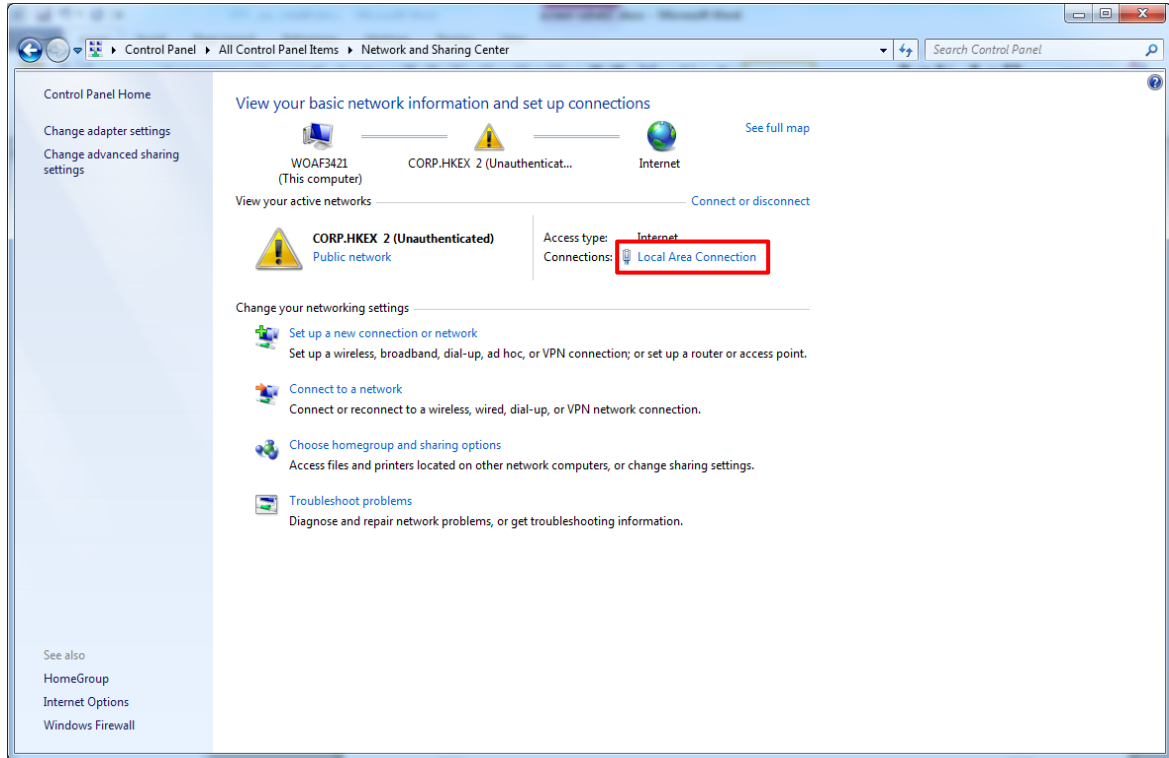 Control Panel ▸ All Control Panel Items ▸ Network and Sharing Center
Search Control Panel
Control Panel Home
Change adapter settings
Change advanced sharing
settings
View your basic network information and set up connections
See full map
WOAF3421
(This computer)
CORP.HKEX 2 (Unauthenticat...
Internet
View your active networks
Connect or disconnect
CORP.HKEX 2 (Unauthenticated)
Public network
Access type: Internet
Connections: Local Area Connection
Change your networking settings
Set up a new connection or network
Set up a wireless, broadband, dial-up, ad hoc, or VPN connection; or set up a router or access point.
Connect to a network
Connect or reconnect to a wireless, wired, dial-up, or VPN network connection.
Choose homegroup and sharing options
Access files and printers located on other network computers, or change sharing settings.
Troubleshoot problems
Diagnose and repair network problems, or get troubleshooting information.
See also
HomeGroup
Internet Options
Windows Firewall